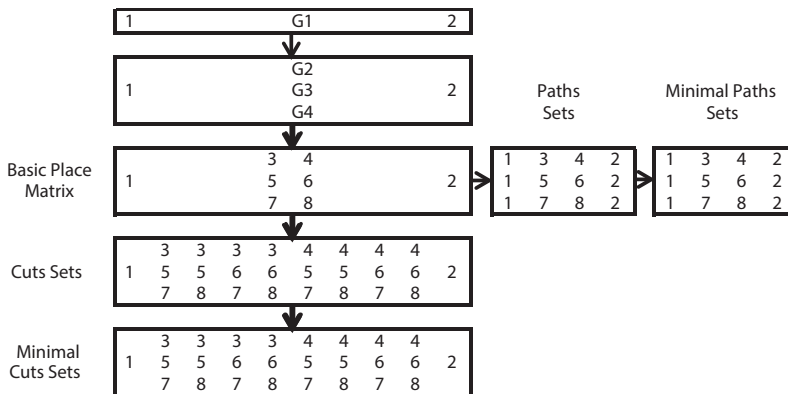 1 G1 2
G2
1 G3 2
G4
Paths
Sets
Minimal Paths
Sets
Basic Place
Matrix
3 4
1 5 6 2
7 8
1 3 4 2
1 5 6 2
1 7 8 2
1 3 4 2
1 5 6 2
1 7 8 2
Cuts Sets
3 3 3 3 4 4 4 4
1 5 5 6 6 5 5 6 6 2
7 8 7 8 7 8 7 8
Minimal
Cuts Sets
3 3 3 3 4 4 4 4
1 5 5 6 6 5 5 6 6 2
7 8 7 8 7 8 7 8